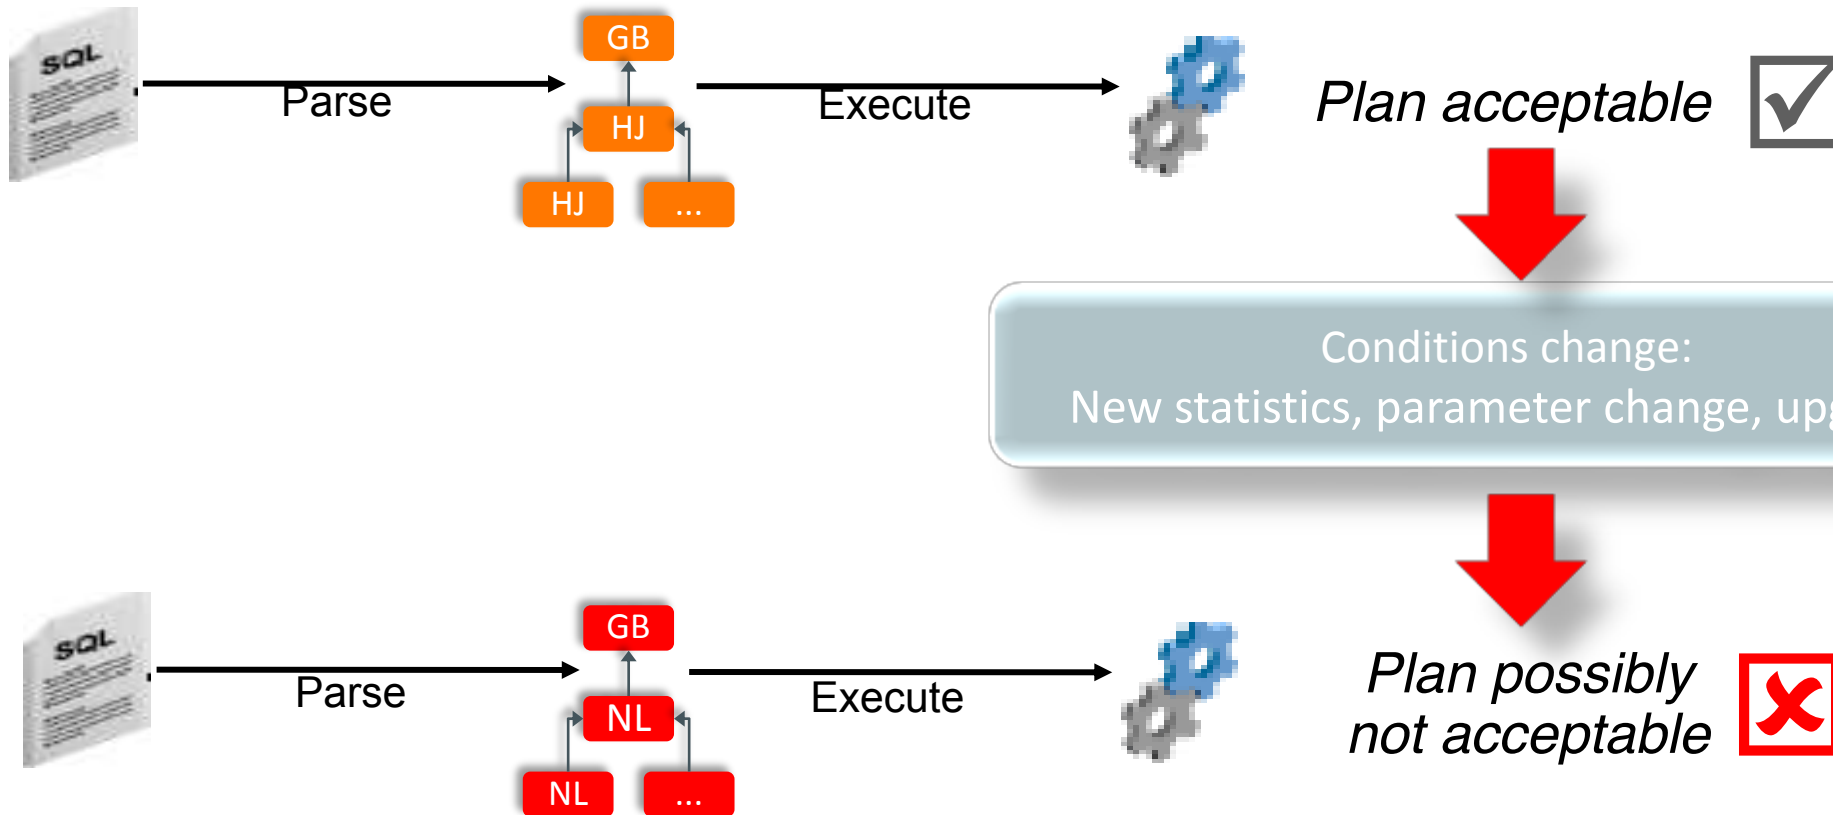 SQL
GB
Parse
Execute
Plan acceptable
HJ
HJ
...
Conditions change:
New statistics, parameter change,
SQL
GB
Parse
Execute
Plan possibly
not acceptable
NL
NL
...